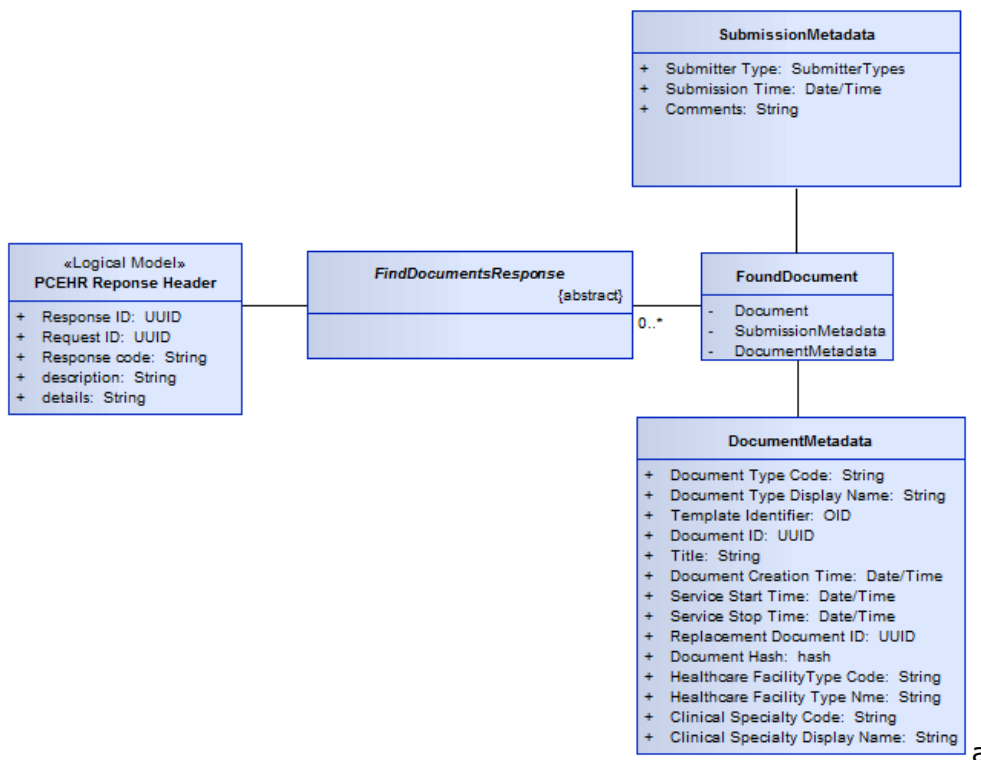 SubmissionMetadata
+ Submitter Type: SubmitterTypes
+ Submission Time: Date/Time
+ Comments: String
«Logical Model»
PCEHR Reponse Header
+ Response ID: UUID
+ Request ID: UUID
+ Response code: String
+ description: String
+ details: String
FindDocumentsResponse
{abstract}
0..*
FoundDocument
- Document
- SubmissionMetadata
- DocumentMetadata
DocumentMetadata
+ Document Type Code: String
+ Document Type Display Name: String
+ Template Identifier: OID
+ Document ID: UUID
+ Title: String
+ Document Creation Time: Date/Time
+ Service Start Time: Date/Time
+ Service Stop Time: Date/Time
+ Replacement Document ID: UUID
+ Document Hash: hash
+ Healthcare FacilityType Code: String
+ Healthcare Facility Type Nme: String
+ Clinical Specialty Code: String
+ Clinical Specialty Display Name: String